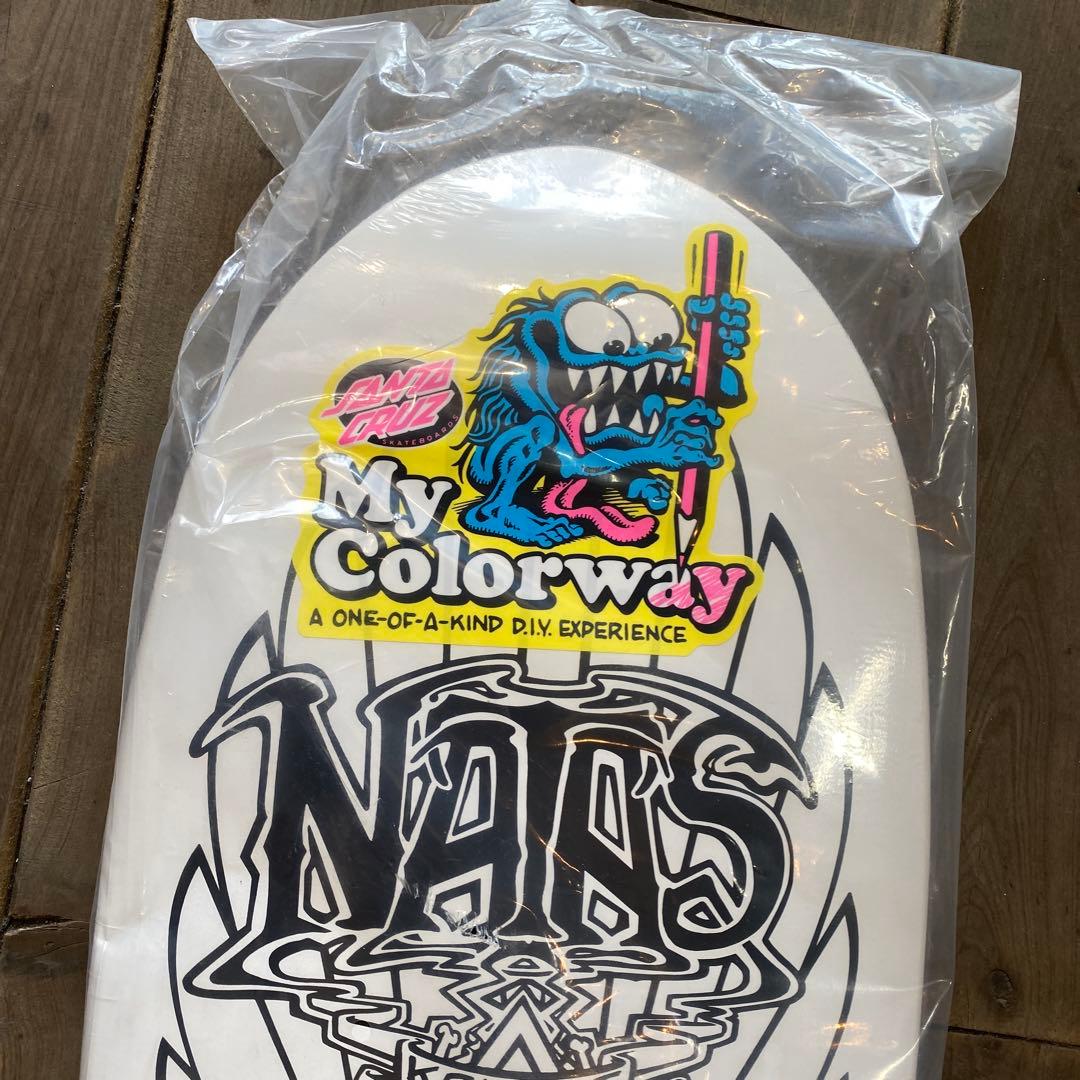 SANTA
CRUZ
SKATEBOARDS
My
Colorway
A ONE-OF-A-KIND D.I.Y. EXPERIENCE
NATAS